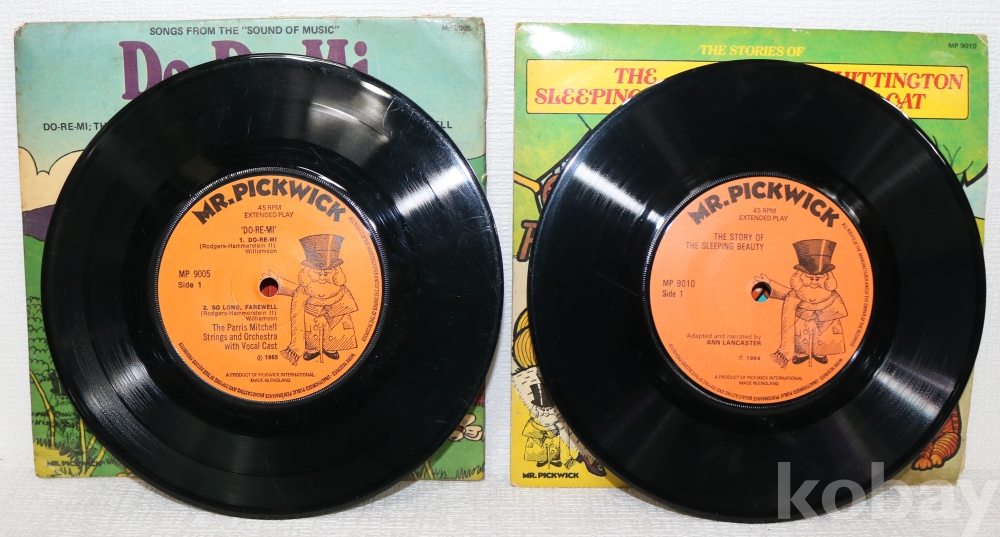 SONGS FROM THE "SOUND OF MUSIC"
Do-Re-Mi
DO-RE-MI;
MR. PICKWICK
45 RPM
EXTENDED PLAY
'DO-RE-MI'
1. DO-RE-MI
(Rodgers-Hammerstein II)
Williamson
MP 9005
Side 1
2. SO LONG, FAREWELL
(Rodgers-Hammerstein II)
Williamson
The Parris Mitchell
Strings and Orchestra
with Vocal Cast
℗ 1965
A PRODUCT OF PICKWICK INTERNATIONAL
MADE IN ENGLAND
MR. PICKWICK
THE STORIES OF
MP 9010
THE
SLEEPING
WHITTINGTON
CAT
MR. PICKWICK
45 RPM
EXTENDED PLAY
THE STORY OF
THE SLEEPING BEAUTY
MP 9010
Side 1
Adapted and narrated by
ANN LANCASTER
℗ 1964
A PRODUCT OF PICKWICK INTERNATIONAL
MADE IN ENGLAND
MR. PICKWICK
kobay